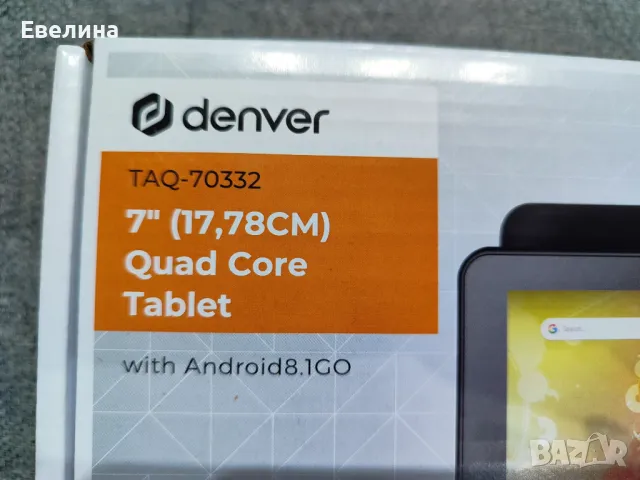 Евелина
denver
TAQ-70332
7" (17,78CM)
Quad Core
Tablet
with Android8.1GO
G
BAZAR